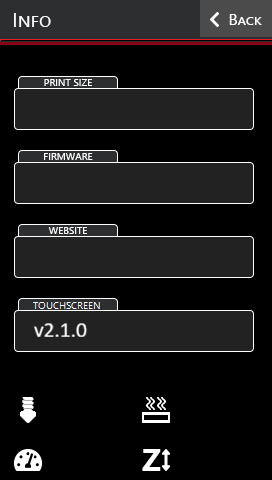 Info
Back
PRINT SIZE
FIRMWARE
WEBSITE
TOUCHSCREEN
v2.1.0
Z